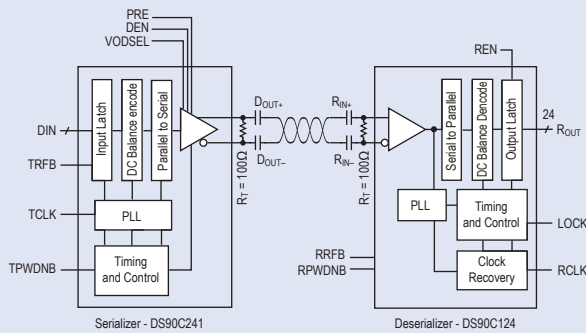 PRE
DEN
VODSEL
REN
DIN
TRFB
TCLK
TPWDNB
Input Latch
DC Balance encode
Parallel to Serial
PLL
Timing
and Control
DOUT+
DOUT–
RT = 100Ω
RIN+
RIN–
RT = 100Ω
Serial to Parallel
DC Balance Dencode
Output Latch
24
ROUT
PLL
Timing
and Control
Clock
Recovery
LOCK
RCLK
RRFB
RPWDNB
Serializer - DS90C241
Deserializer - DS90C124